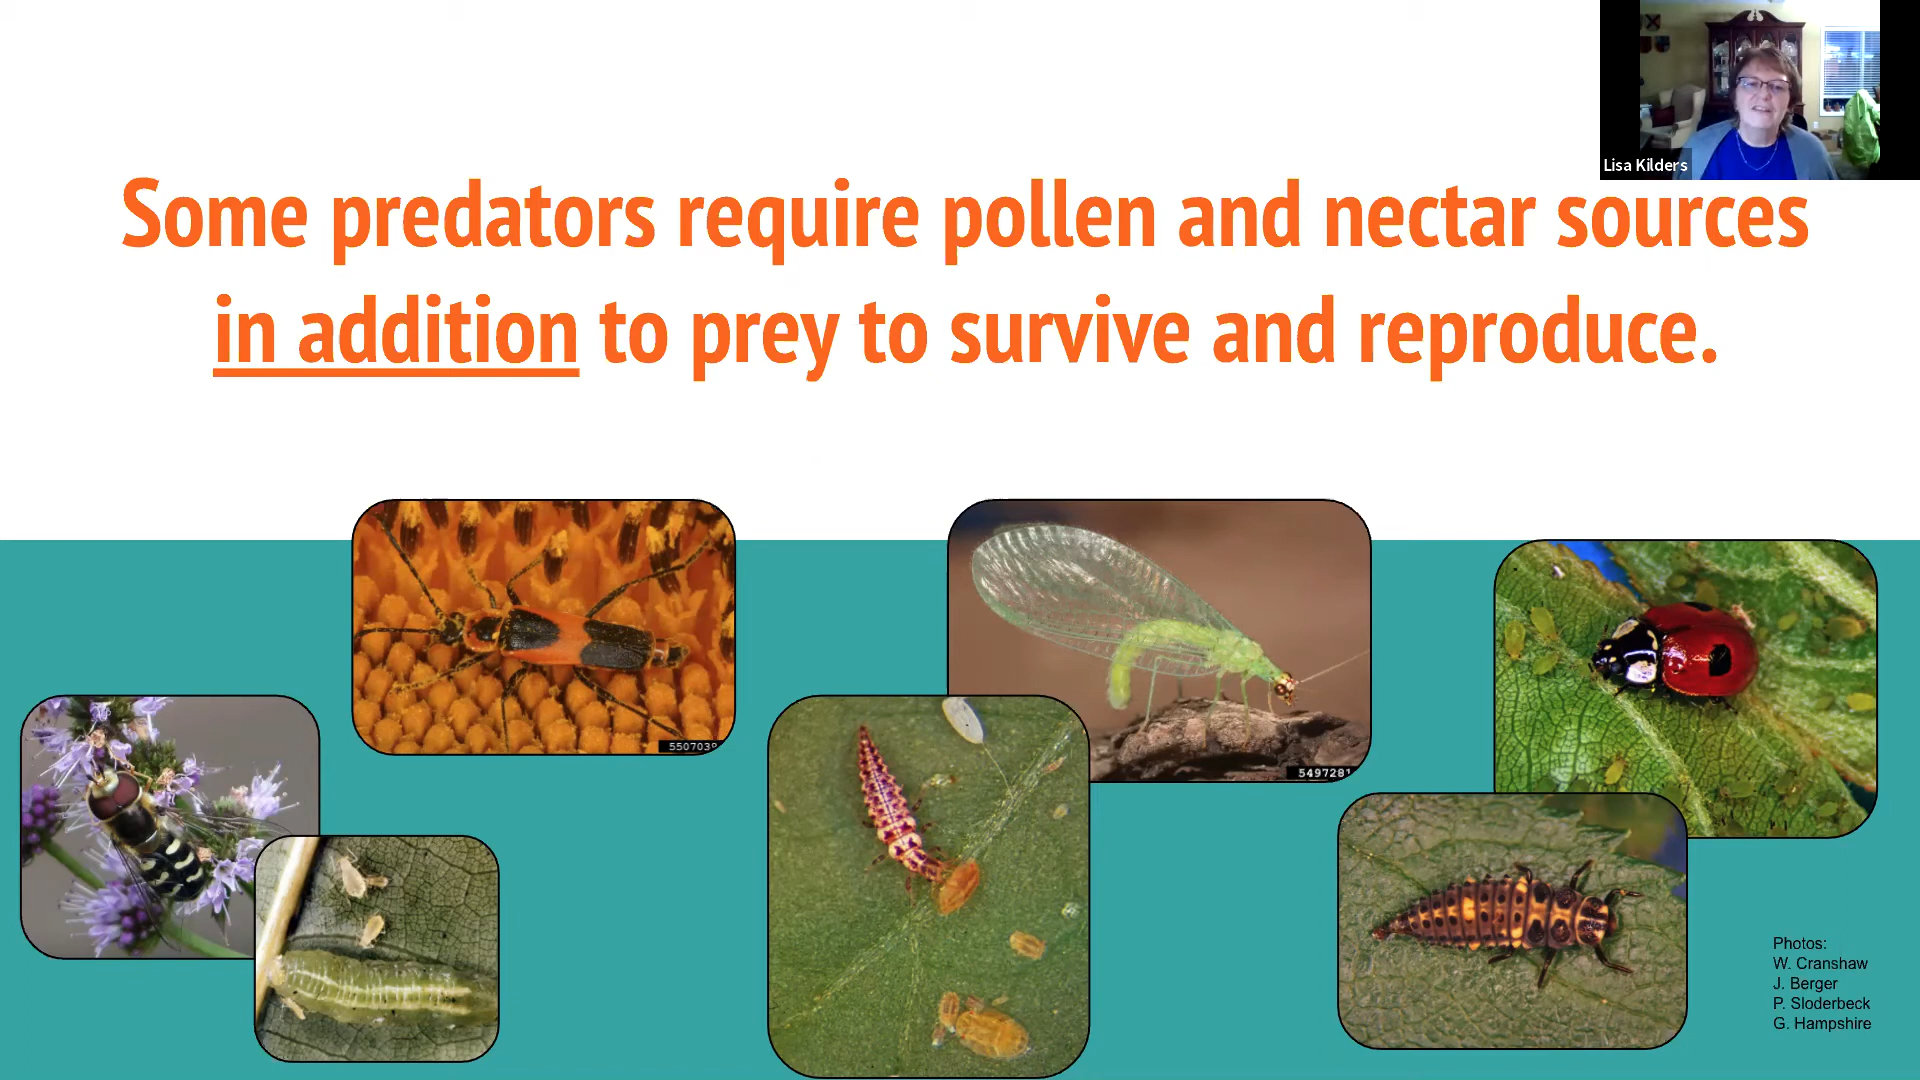 Lisa Kilders
Some predators require pollen and nectar sources
in addition to prey to survive and reproduce.
5507039
5497281
Photos:
W. Cranshaw
J. Berger
P. Sloderbeck
G. Hampshire